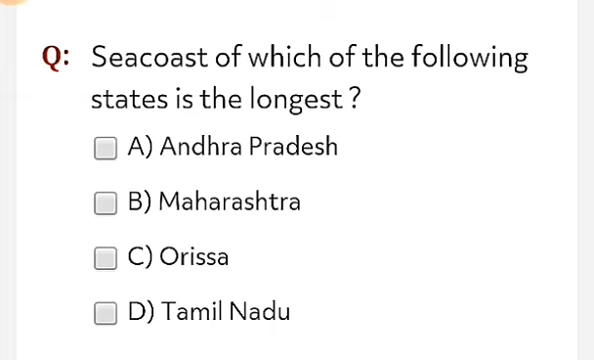 Q: Seacoast of which of the following
states is the longest ?
A) Andhra Pradesh
B) Maharashtra
C) Orissa
D) Tamil Nadu